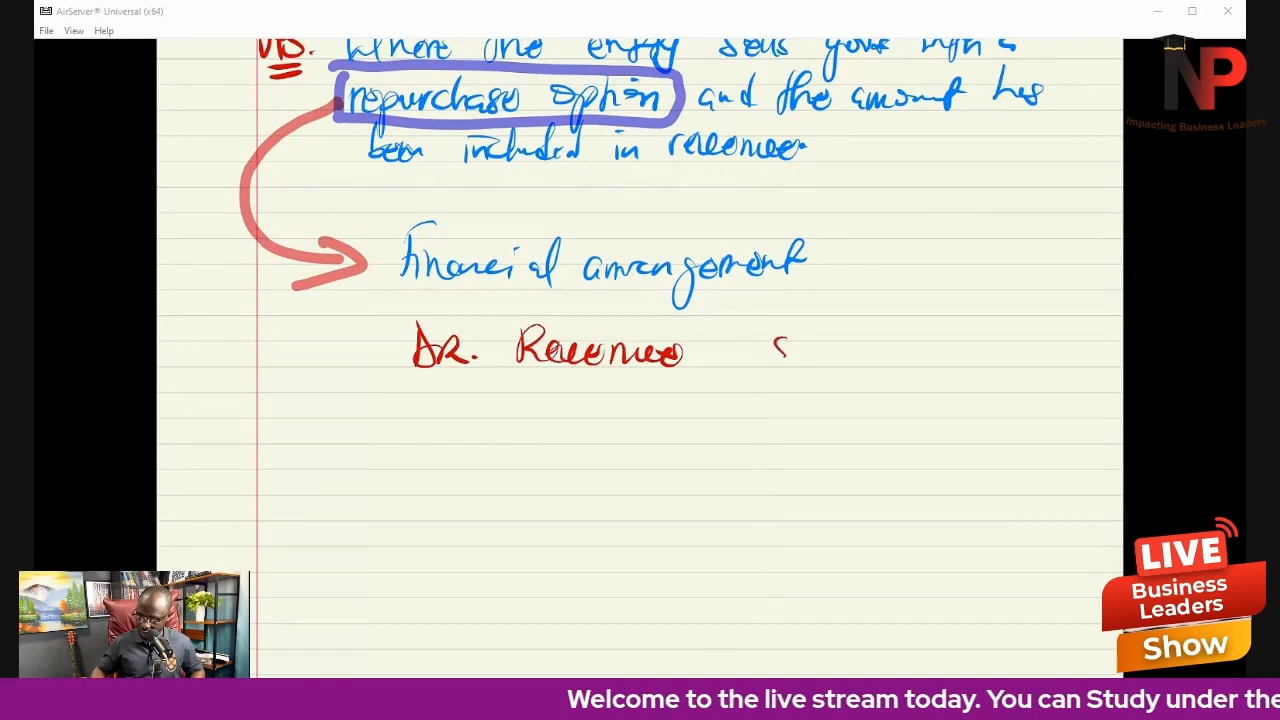 AirServer® Universal (x64)
File View Help
NB. Where the entity sells goods with a
repurchase option and the amount has
been included in revenue.
Financial arrangement
DR. Revenue
NP
Impacting Business Leaders
LIVE
Business
Leaders
Show
Welcome to the live stream today. You can Study under the